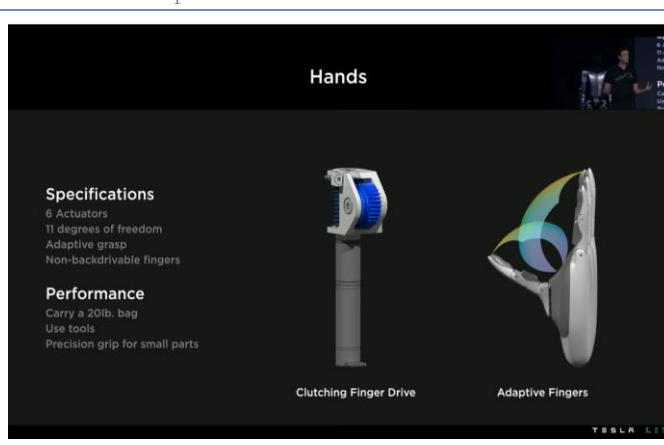 Hands
Specifications
6 Actuators
11 degrees of freedom
Adaptive grasp
Non-backdrivable fingers
Performance
Carry a 20lb. bag
Use tools
Precision grip for small parts
Clutching Finger Drive
Adaptive Fingers
TESLA